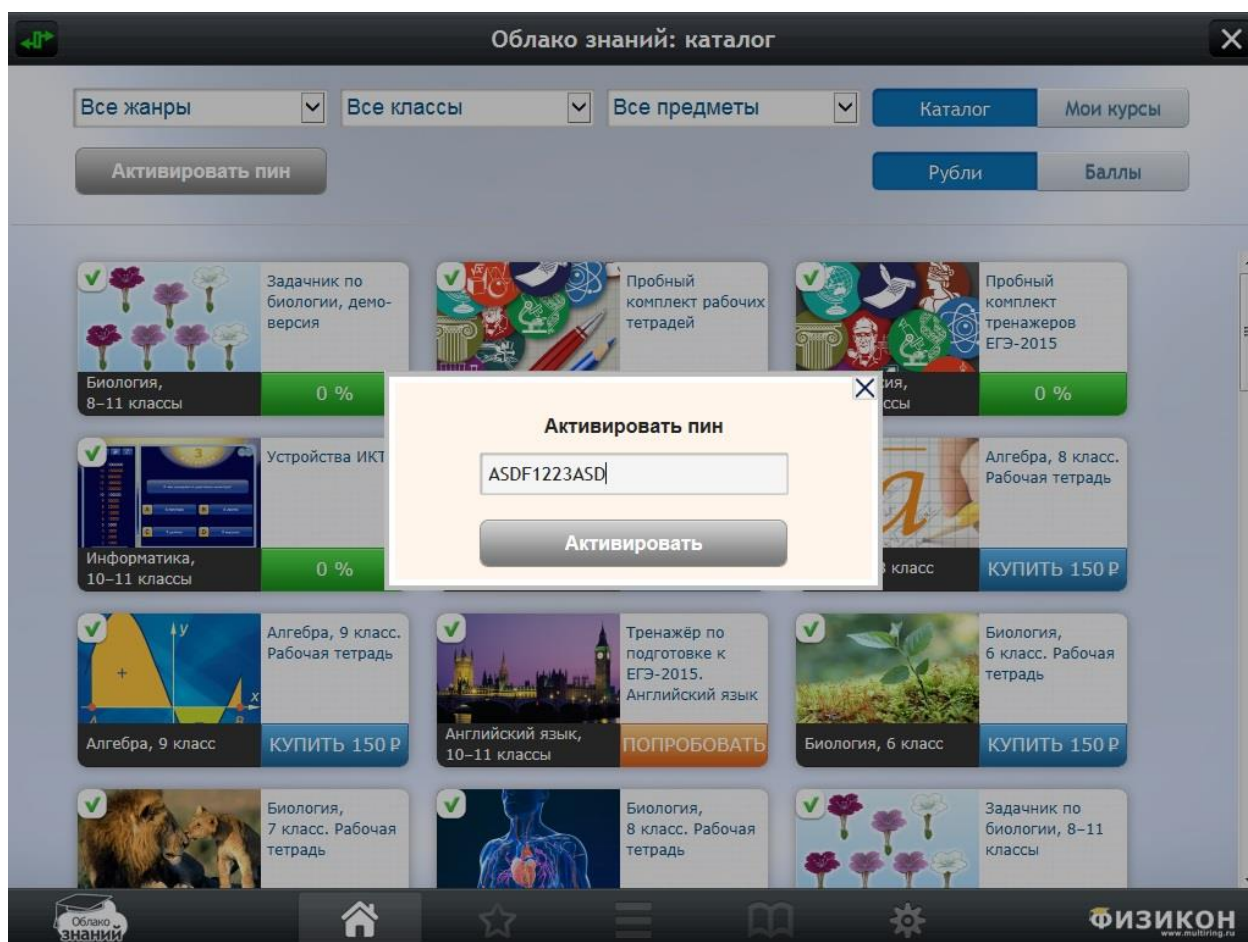 Облако знаний: каталог
Все жанры
Все классы
Все предметы
Каталог
Мои курсы
Активировать пин
Рубли
Баллы
Задачник по
биологии, демо-
версия
Биология,
8–11 классы
0 %
Пробный
комплект рабочих
тетрадей
Пробный
комплект
тренажеров
ЕГЭ-2015
0 %
Активировать пин
ASDF1223ASD
Активировать
Устройства ИКТ
Информатика,
10–11 классы
0 %
Алгебра, 8 класс.
Рабочая тетрадь
класс
КУПИТЬ 150 ₽
Алгебра, 9 класс.
Рабочая тетрадь
Алгебра, 9 класс
КУПИТЬ 150 ₽
Тренажёр по
подготовке к
ЕГЭ-2015.
Английский язык
Английский язык,
10–11 классы
ПОПРОБОВАТЬ
Биология,
6 класс. Рабочая
тетрадь
Биология, 6 класс
КУПИТЬ 150 ₽
Биология,
7 класс. Рабочая
тетрадь
Биология,
8 класс. Рабочая
тетрадь
Задачник по
биологии, 8–11
классы
Облако
знаний
ФИЗИКОН
www.multiring.ru